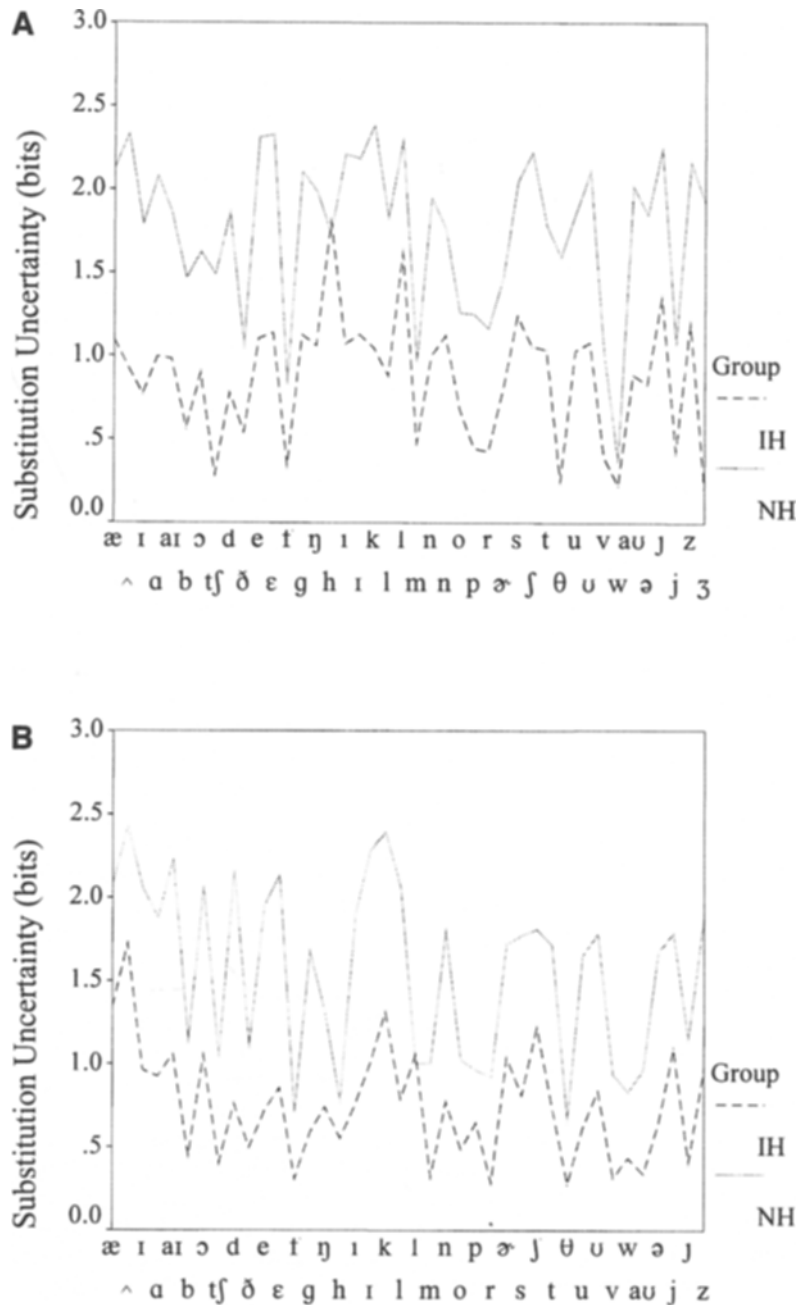 A
3.0
2.5
2.0
1.5
1.0
.5
0.0
Substitution Uncertainty (bits)
Group
IH
NH
æ ɪ aɪ ɔ d e f ŋ ɪ k l n o r s t u v aʊ ȷ z
^ ɑ b tʃ ð ɛ g h ɪ l m n p ɚ ʃ θ ʊ w ə j ʒ
B
3.0
2.5
2.0
1.5
1.0
.5
0.0
Substitution Uncertainty (bits)
Group
IH
NH
æ ɪ aɪ ɔ d e f ŋ ɪ k l n p ɚ ʃ θ ʊ w ə ȷ
^ ɑ b tʃ ð ɛ g h ɪ l m o r s t u v aʊ j z